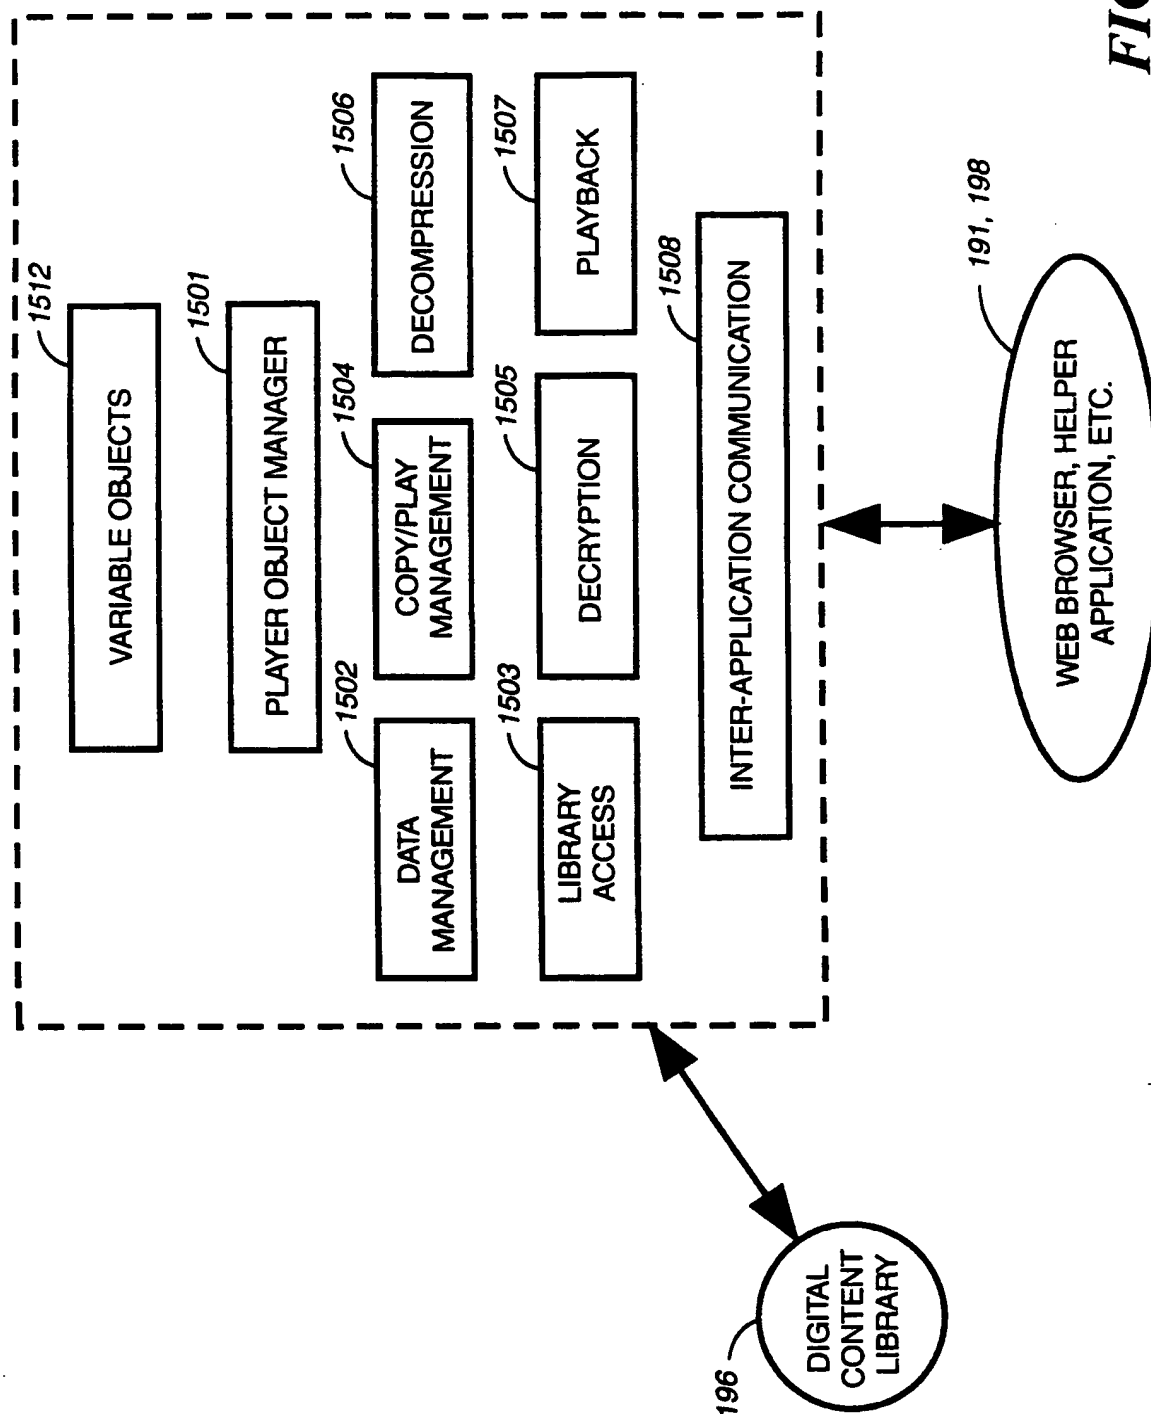 1512
VARIABLE OBJECTS
1501
PLAYER OBJECT MANAGER
1502
DATA
MANAGEMENT
1504
COPY/PLAY
MANAGEMENT
1506
DECOMPRESSION
1503
LIBRARY
ACCESS
1505
DECRYPTION
1507
PLAYBACK
1508
INTER-APPLICATION COMMUNICATION
196
DIGITAL
CONTENT
LIBRARY
191, 198
WEB BROWSER, HELPER
APPLICATION, ETC.